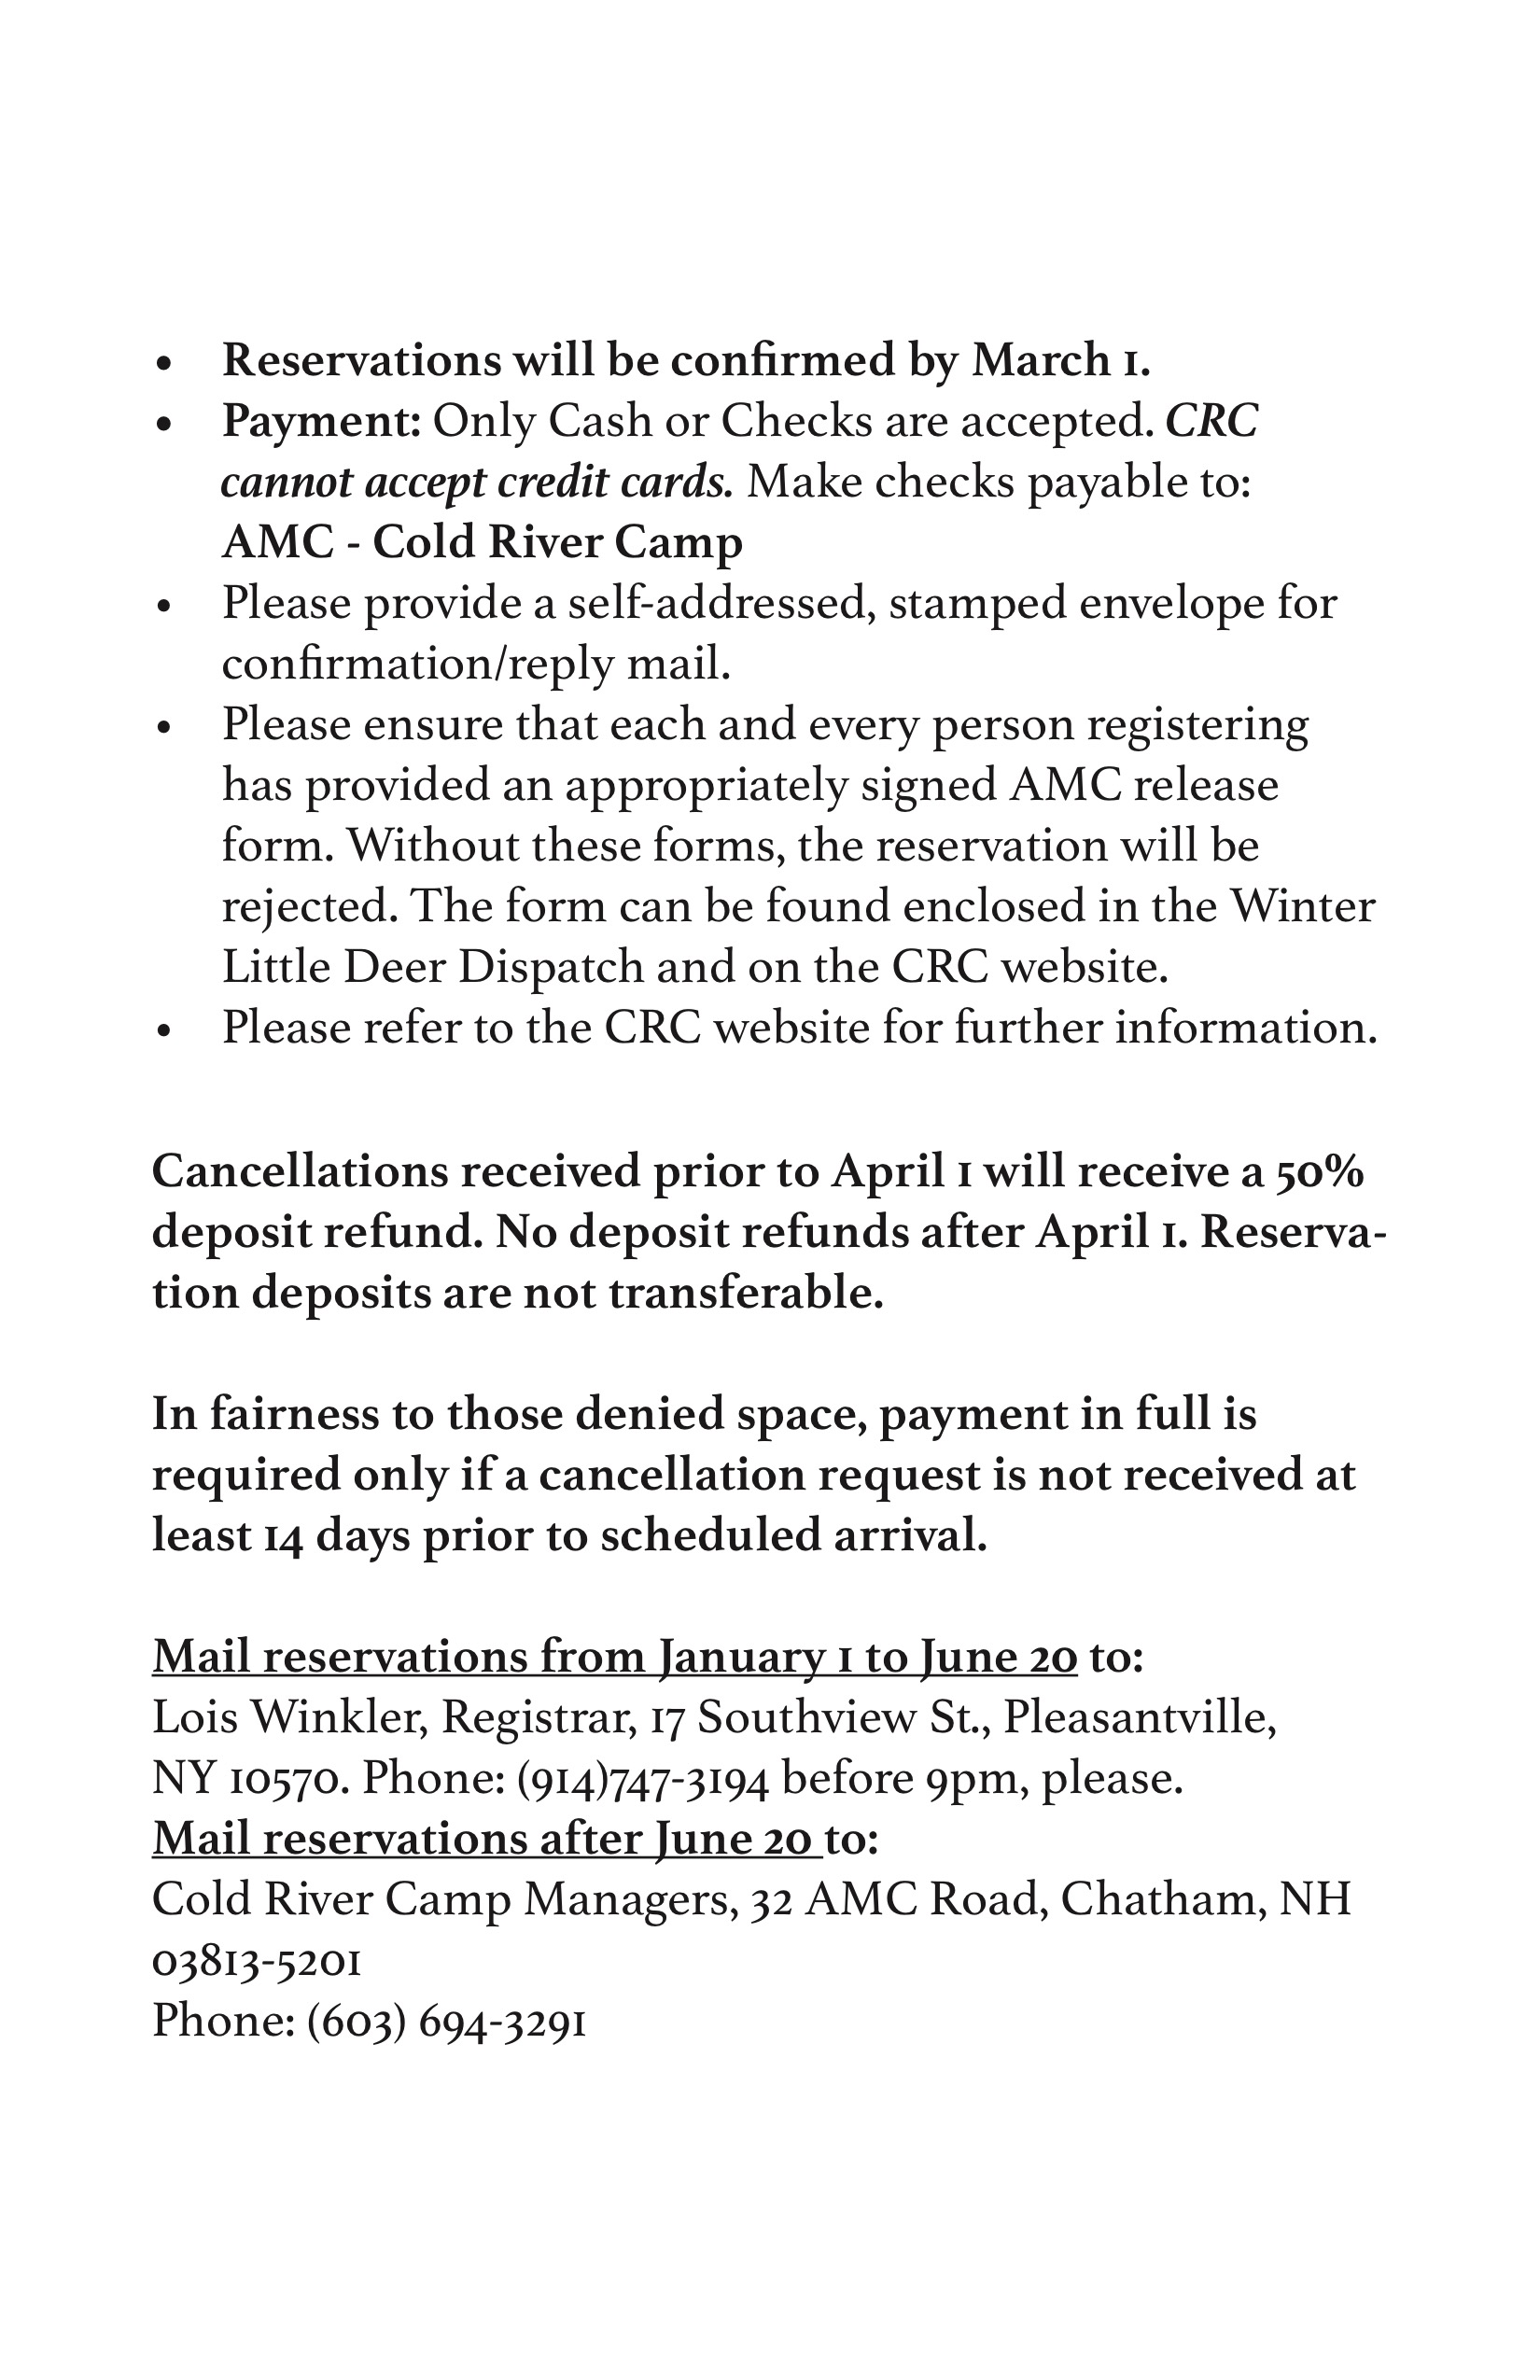 • Reservations will be confirmed by March 1.
• Payment: Only Cash or Checks are accepted. CRC
cannot accept credit cards. Make checks payable to:
AMC - Cold River Camp
• Please provide a self-addressed, stamped envelope for
confirmation/reply mail.
• Please ensure that each and every person registering
has provided an appropriately signed AMC release
form. Without these forms, the reservation will be
rejected. The form can be found enclosed in the Winter
Little Deer Dispatch and on the CRC website.
• Please refer to the CRC website for further information.
Cancellations received prior to April 1 will receive a 50%
deposit refund. No deposit refunds after April 1. Reserva-
tion deposits are not transferable.
In fairness to those denied space, payment in full is
required only if a cancellation request is not received at
least 14 days prior to scheduled arrival.
Mail reservations from January 1 to June 20 to:
Lois Winkler, Registrar, 17 Southview St., Pleasantville,
NY 10570. Phone: (914)747-3194 before 9pm, please.
Mail reservations after June 20 to:
Cold River Camp Managers, 32 AMC Road, Chatham, NH
03813-5201
Phone: (603) 694-3291